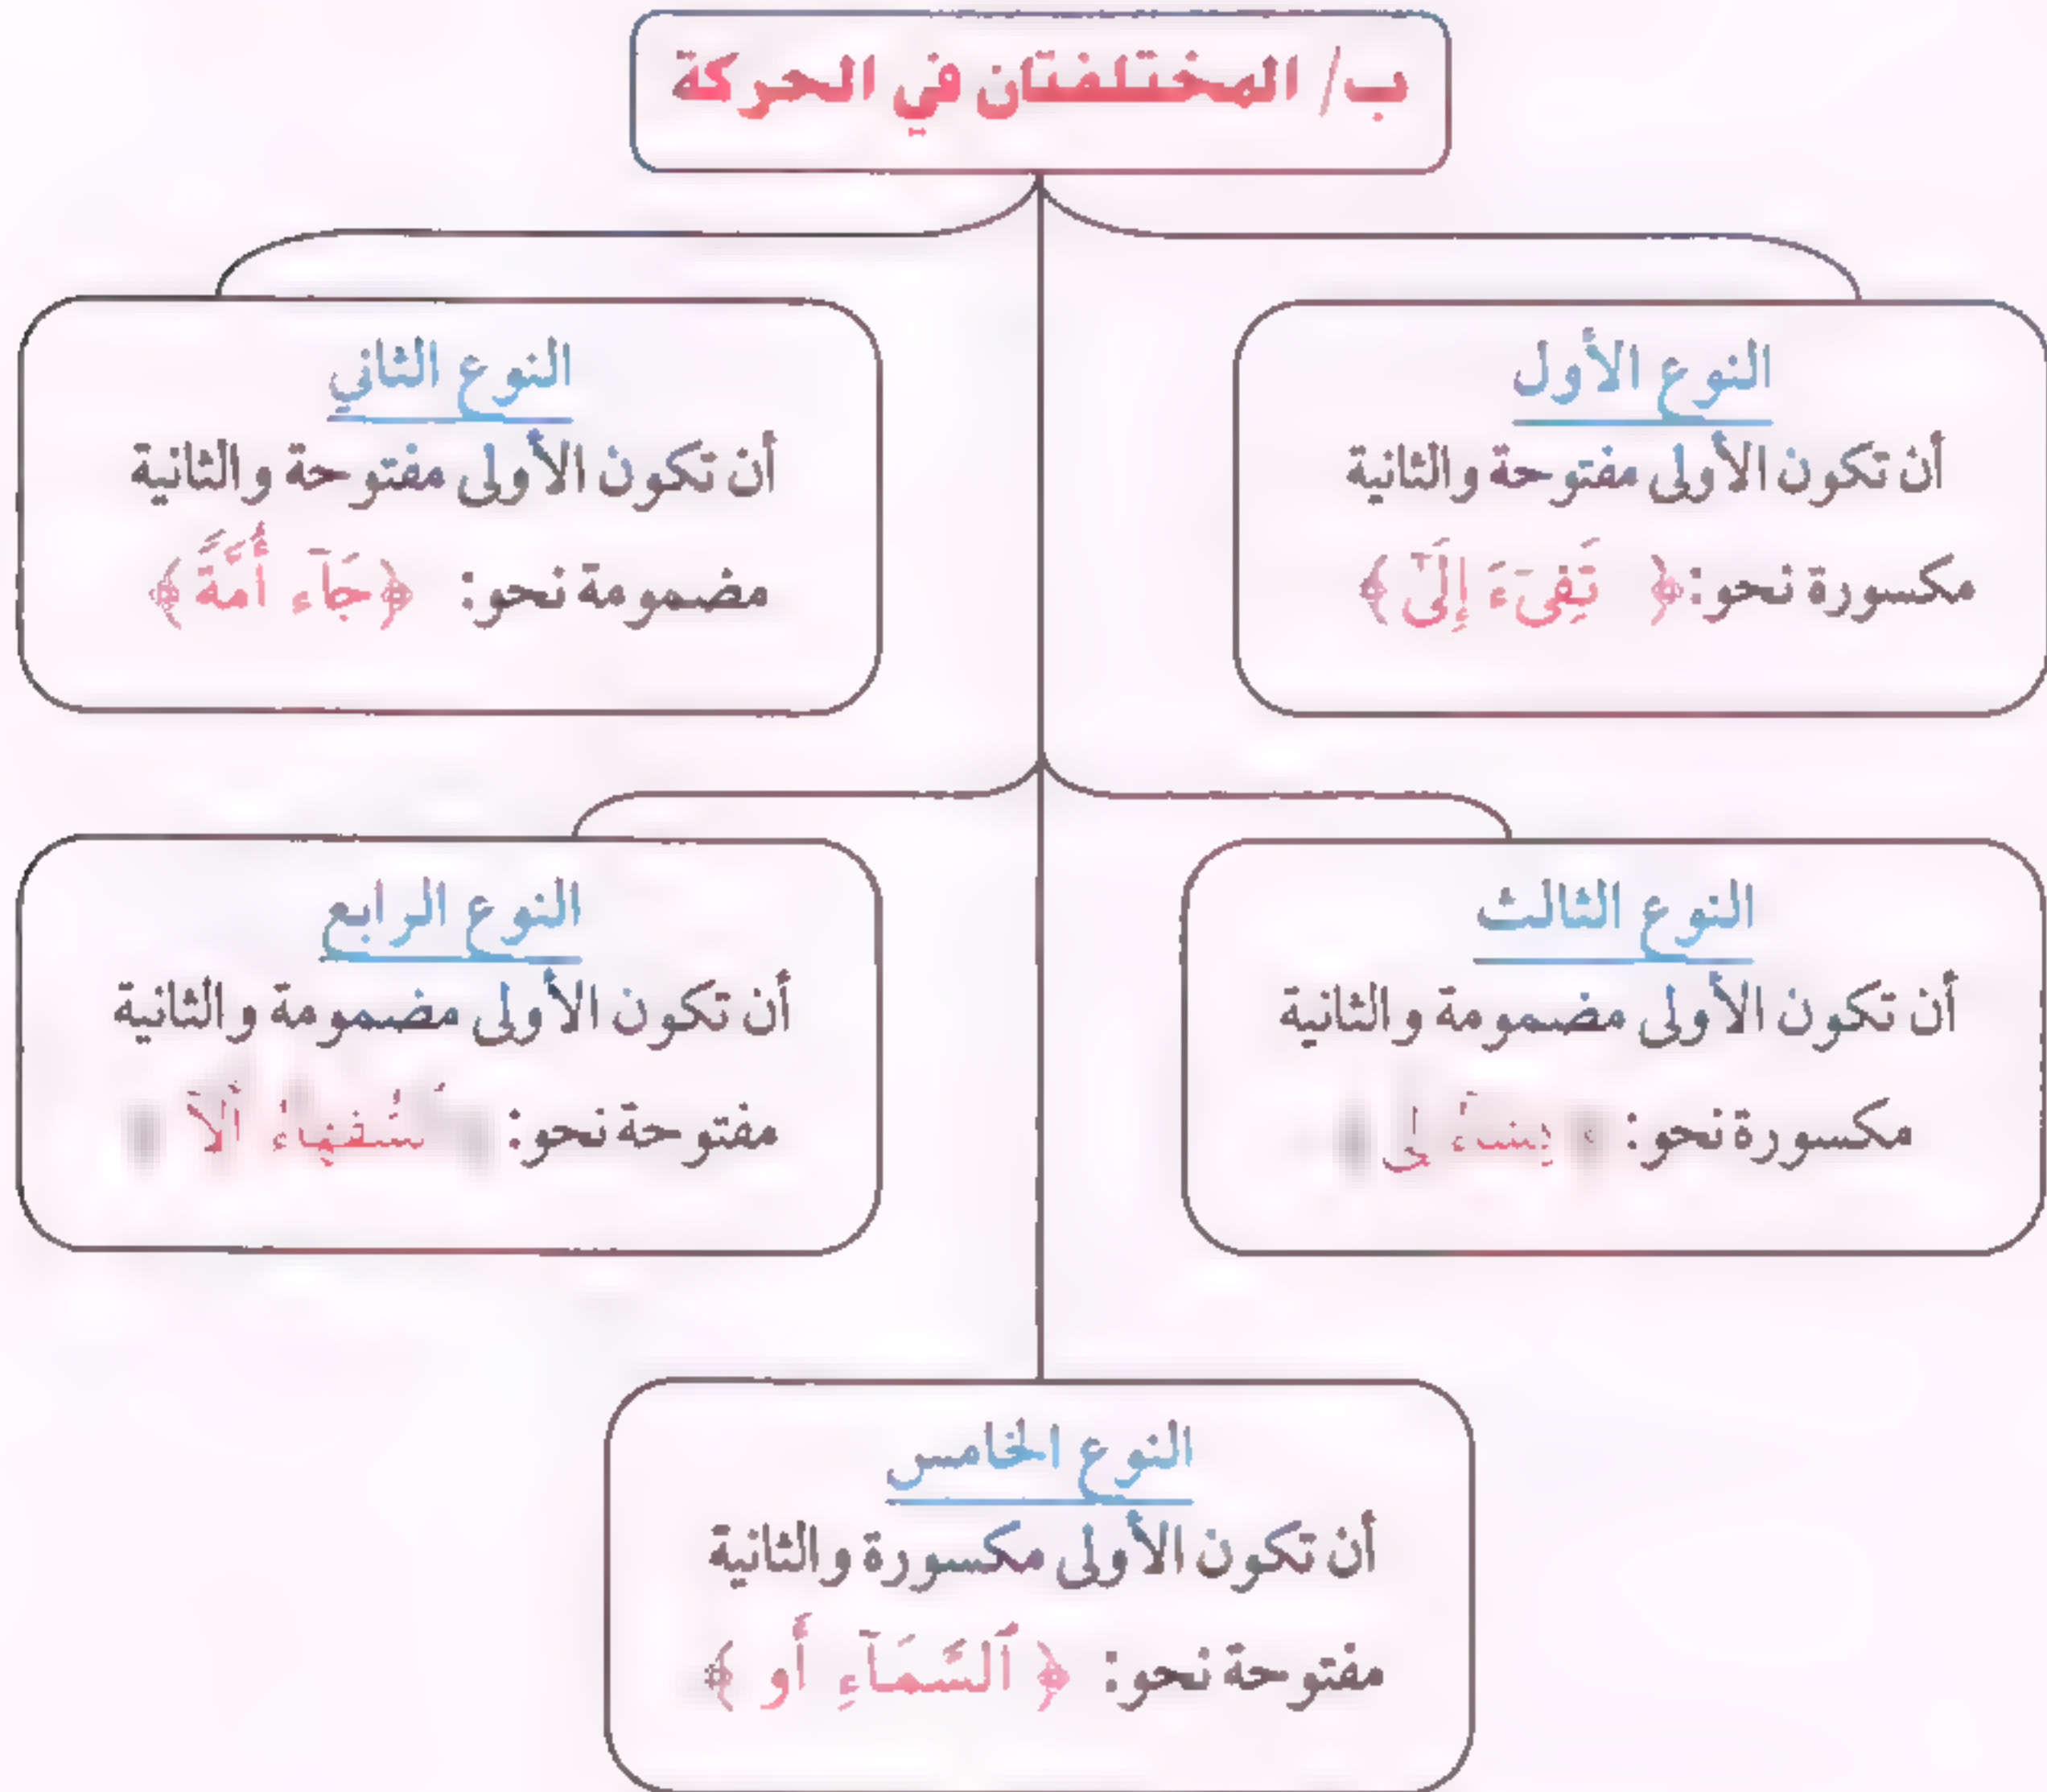 ب/ المختلفتان في الحركة
النوع الأول
أن تكون الأولى مفتوحة والثانية
مكسورة نحو: ﴿ تَفِىٓءَ إِلَىٰٓ ﴾
النوع الثاني
أن تكون الأولى مفتوحة والثانية
مضمومة نحو: ﴿جَآءَ أُمَّةً﴾
النوع الثالث
أن تكون الأولى مضمومة والثانية
مكسورة نحو:
النوع الرابع
أن تكون الأولى مضمومة والثانية
مفتوحة نحو:
النوع الخامس
أن تكون الأولى مكسورة والثانية
مفتوحة نحو: ﴿ ٱلسَّمَآءِ أَو ﴾